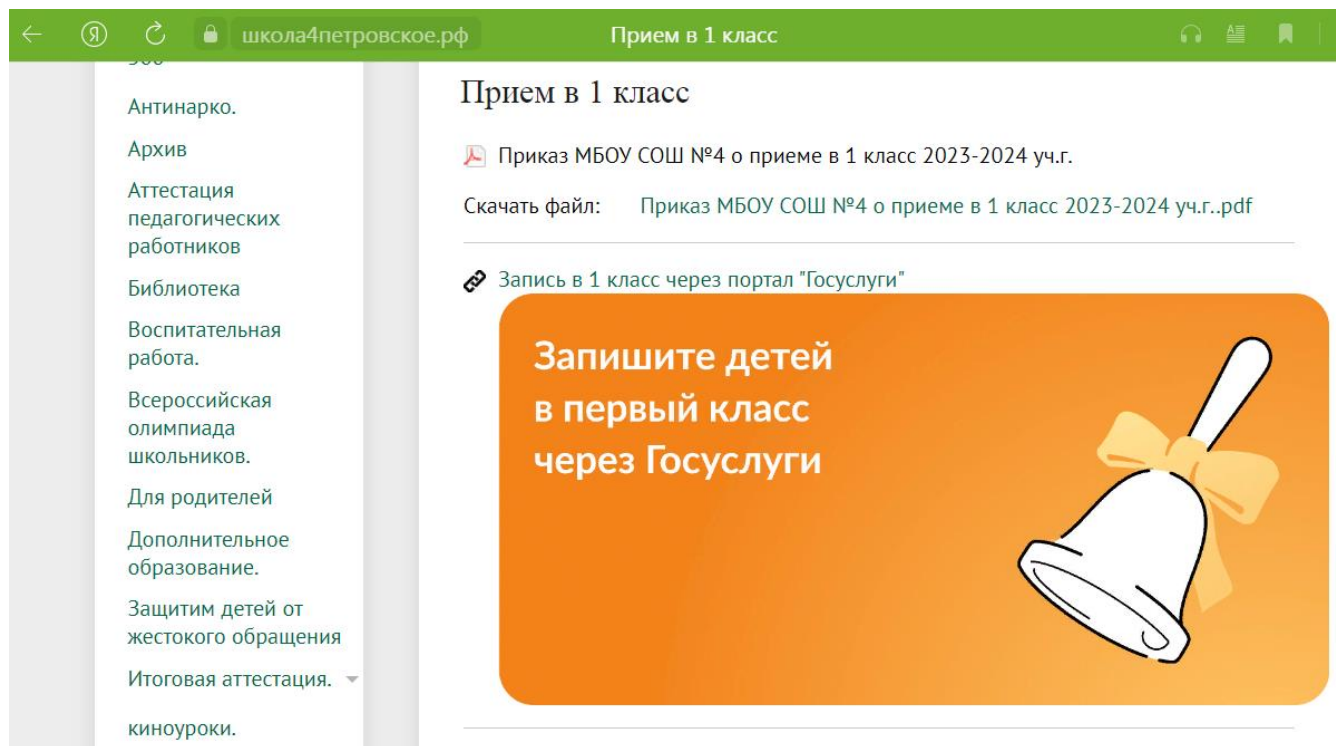 школа4петровское.рф
Прием в 1 класс
Антинарко.
Архив
Аттестация
педагогических
работников
Библиотека
Воспитательная
работа.
Всероссийская
олимпиада
школьников.
Для родителей
Дополнительное
образование.
Защитим детей от
жестокого обращения
Итоговая аттестация.
киноуроки.
Прием в 1 класс
Приказ МБОУ СОШ №4 о приеме в 1 класс 2023-2024 уч.г.
Скачать файл: Приказ МБОУ СОШ №4 о приеме в 1 класс 2023-2024 уч.г..pdf
Запись в 1 класс через портал "Госуслуги"
Запишите детей
в первый класс
через Госуслуги